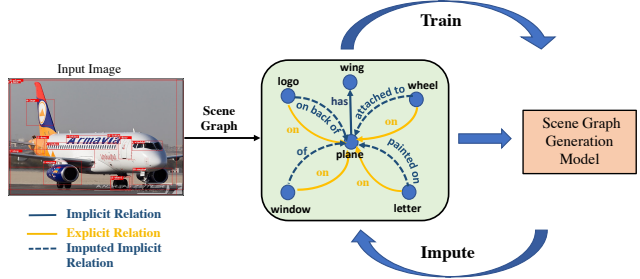 Train
Input Image
Armavia
Scene
Graph
wing
logo
wheel
has
on back of
attached to
on
on
plane
of
on
on
painted on
window
letter
Scene Graph
Generation
Model
Implicit Relation
Explicit Relation
Imputed Implicit
Relation
Impute